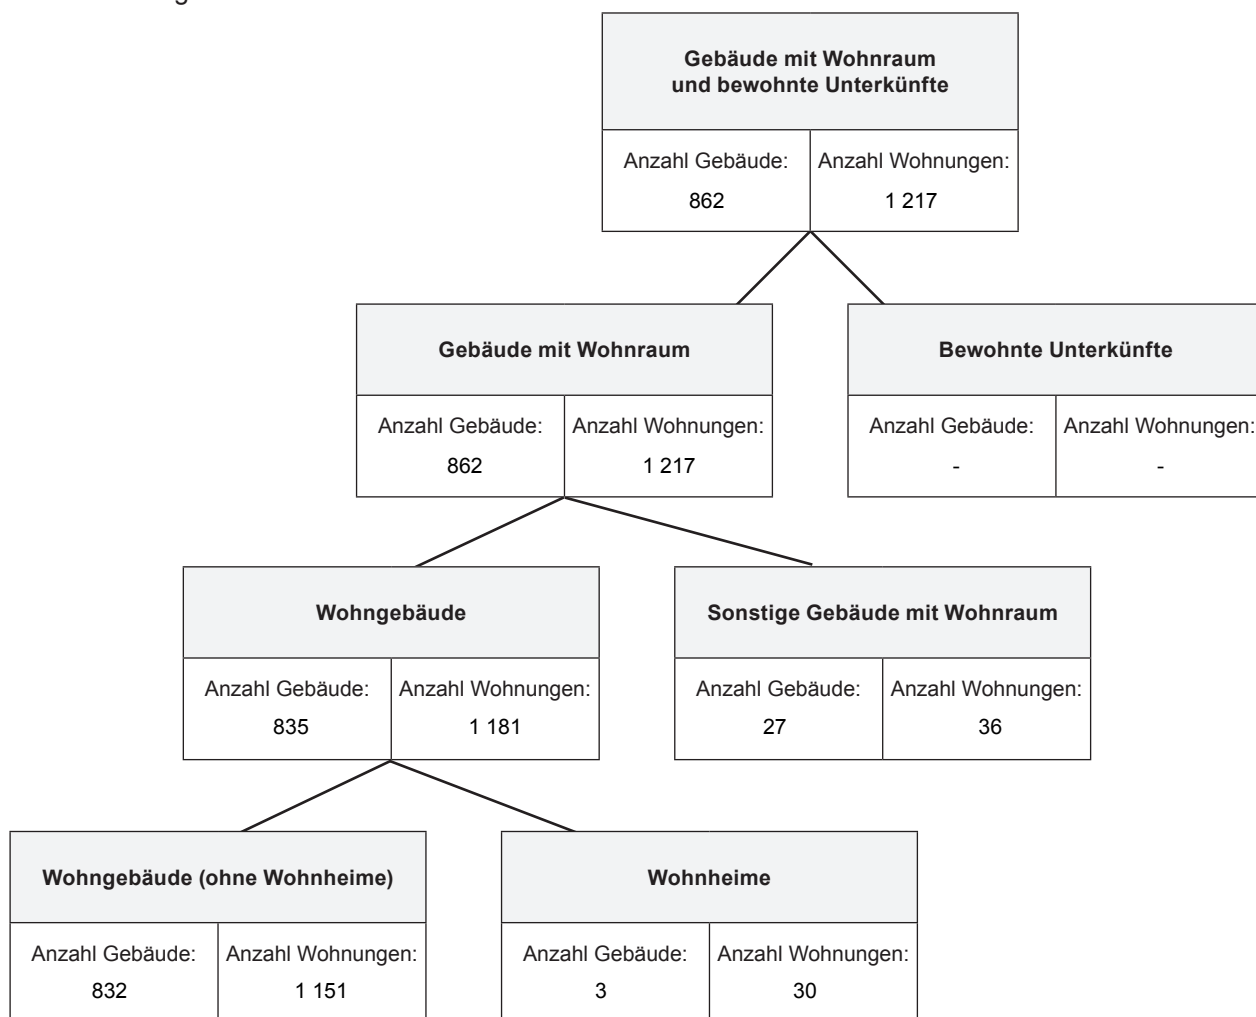 Gebäude mit Wohnraum
und bewohnte Unterkünfte
Anzahl Gebäude: Anzahl Wohnungen:
862 1 217
Gebäude mit Wohnraum
Anzahl Gebäude: Anzahl Wohnungen:
862 1 217
Bewohnte Unterkünfte
Anzahl Gebäude: Anzahl Wohnungen:
- -
Wohngebäude
Anzahl Gebäude: Anzahl Wohnungen:
835 1 181
Sonstige Gebäude mit Wohnraum
Anzahl Gebäude: Anzahl Wohnungen:
27 36
Wohngebäude (ohne Wohnheime)
Anzahl Gebäude: Anzahl Wohnungen:
832 1 151
Wohnheime
Anzahl Gebäude: Anzahl Wohnungen:
3 30